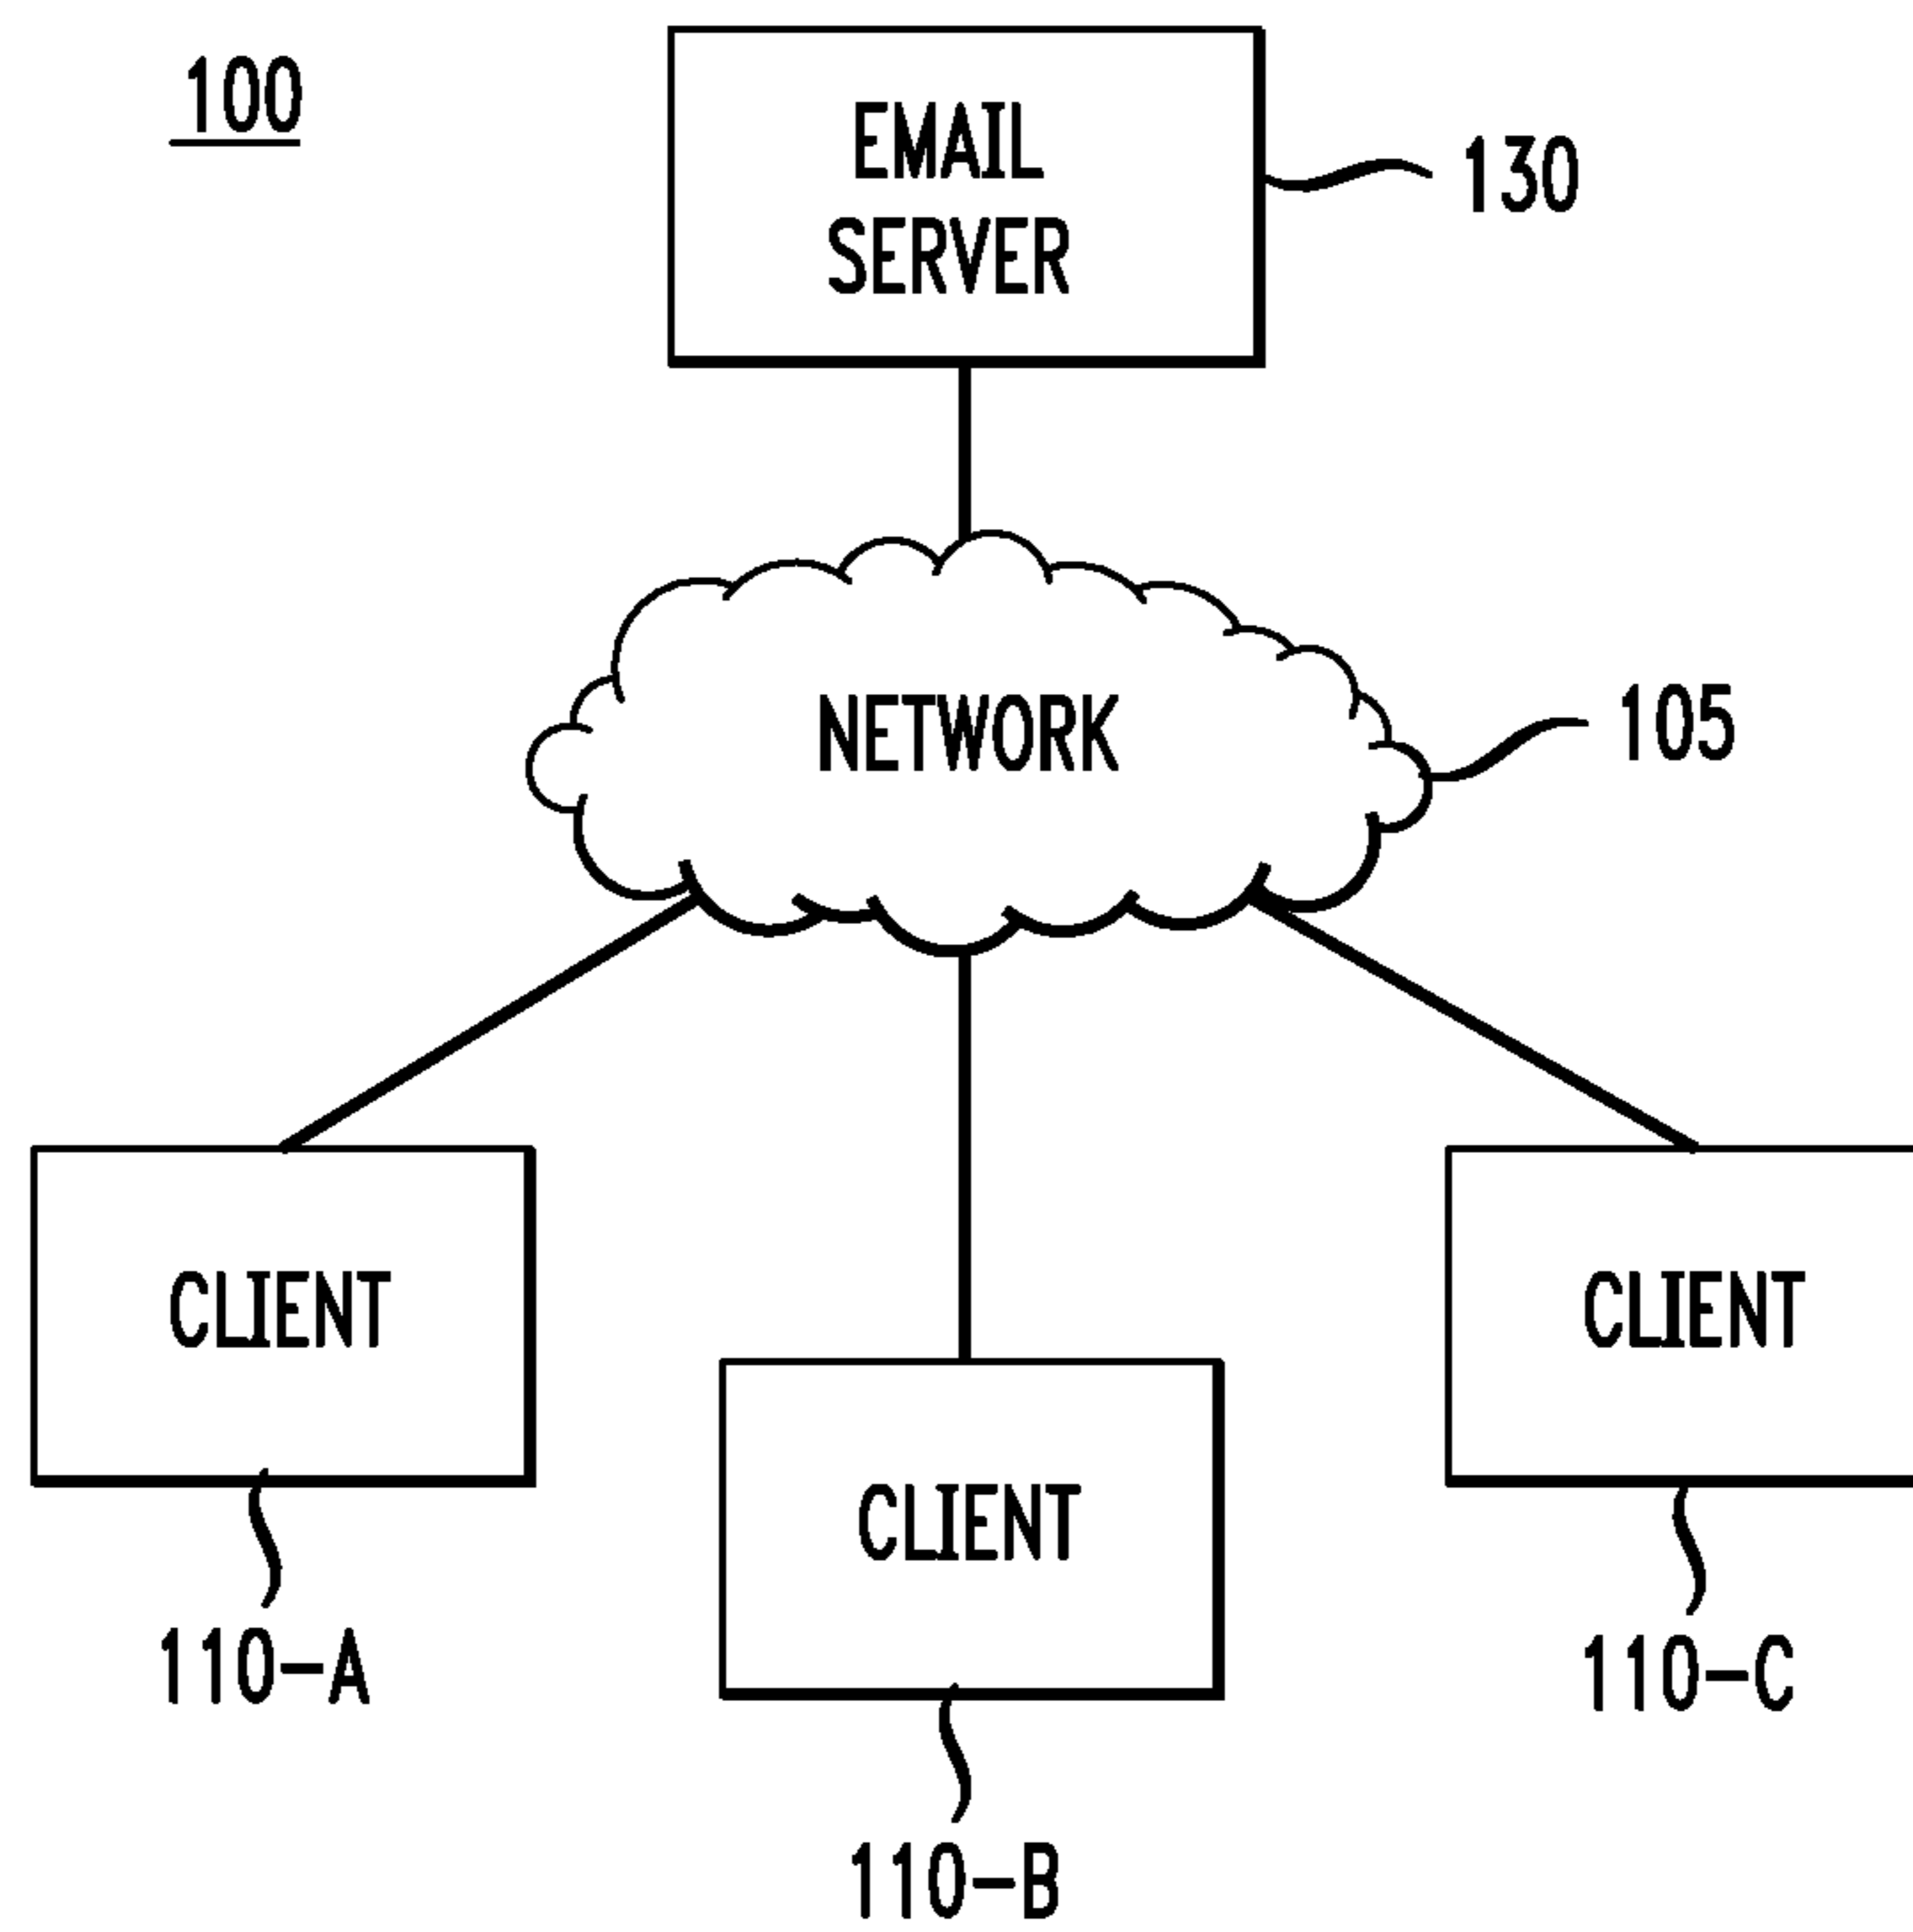 100
EMAIL
SERVER
130
NETWORK
105
CLIENT
CLIENT
CLIENT
110-A
110-C
110-B